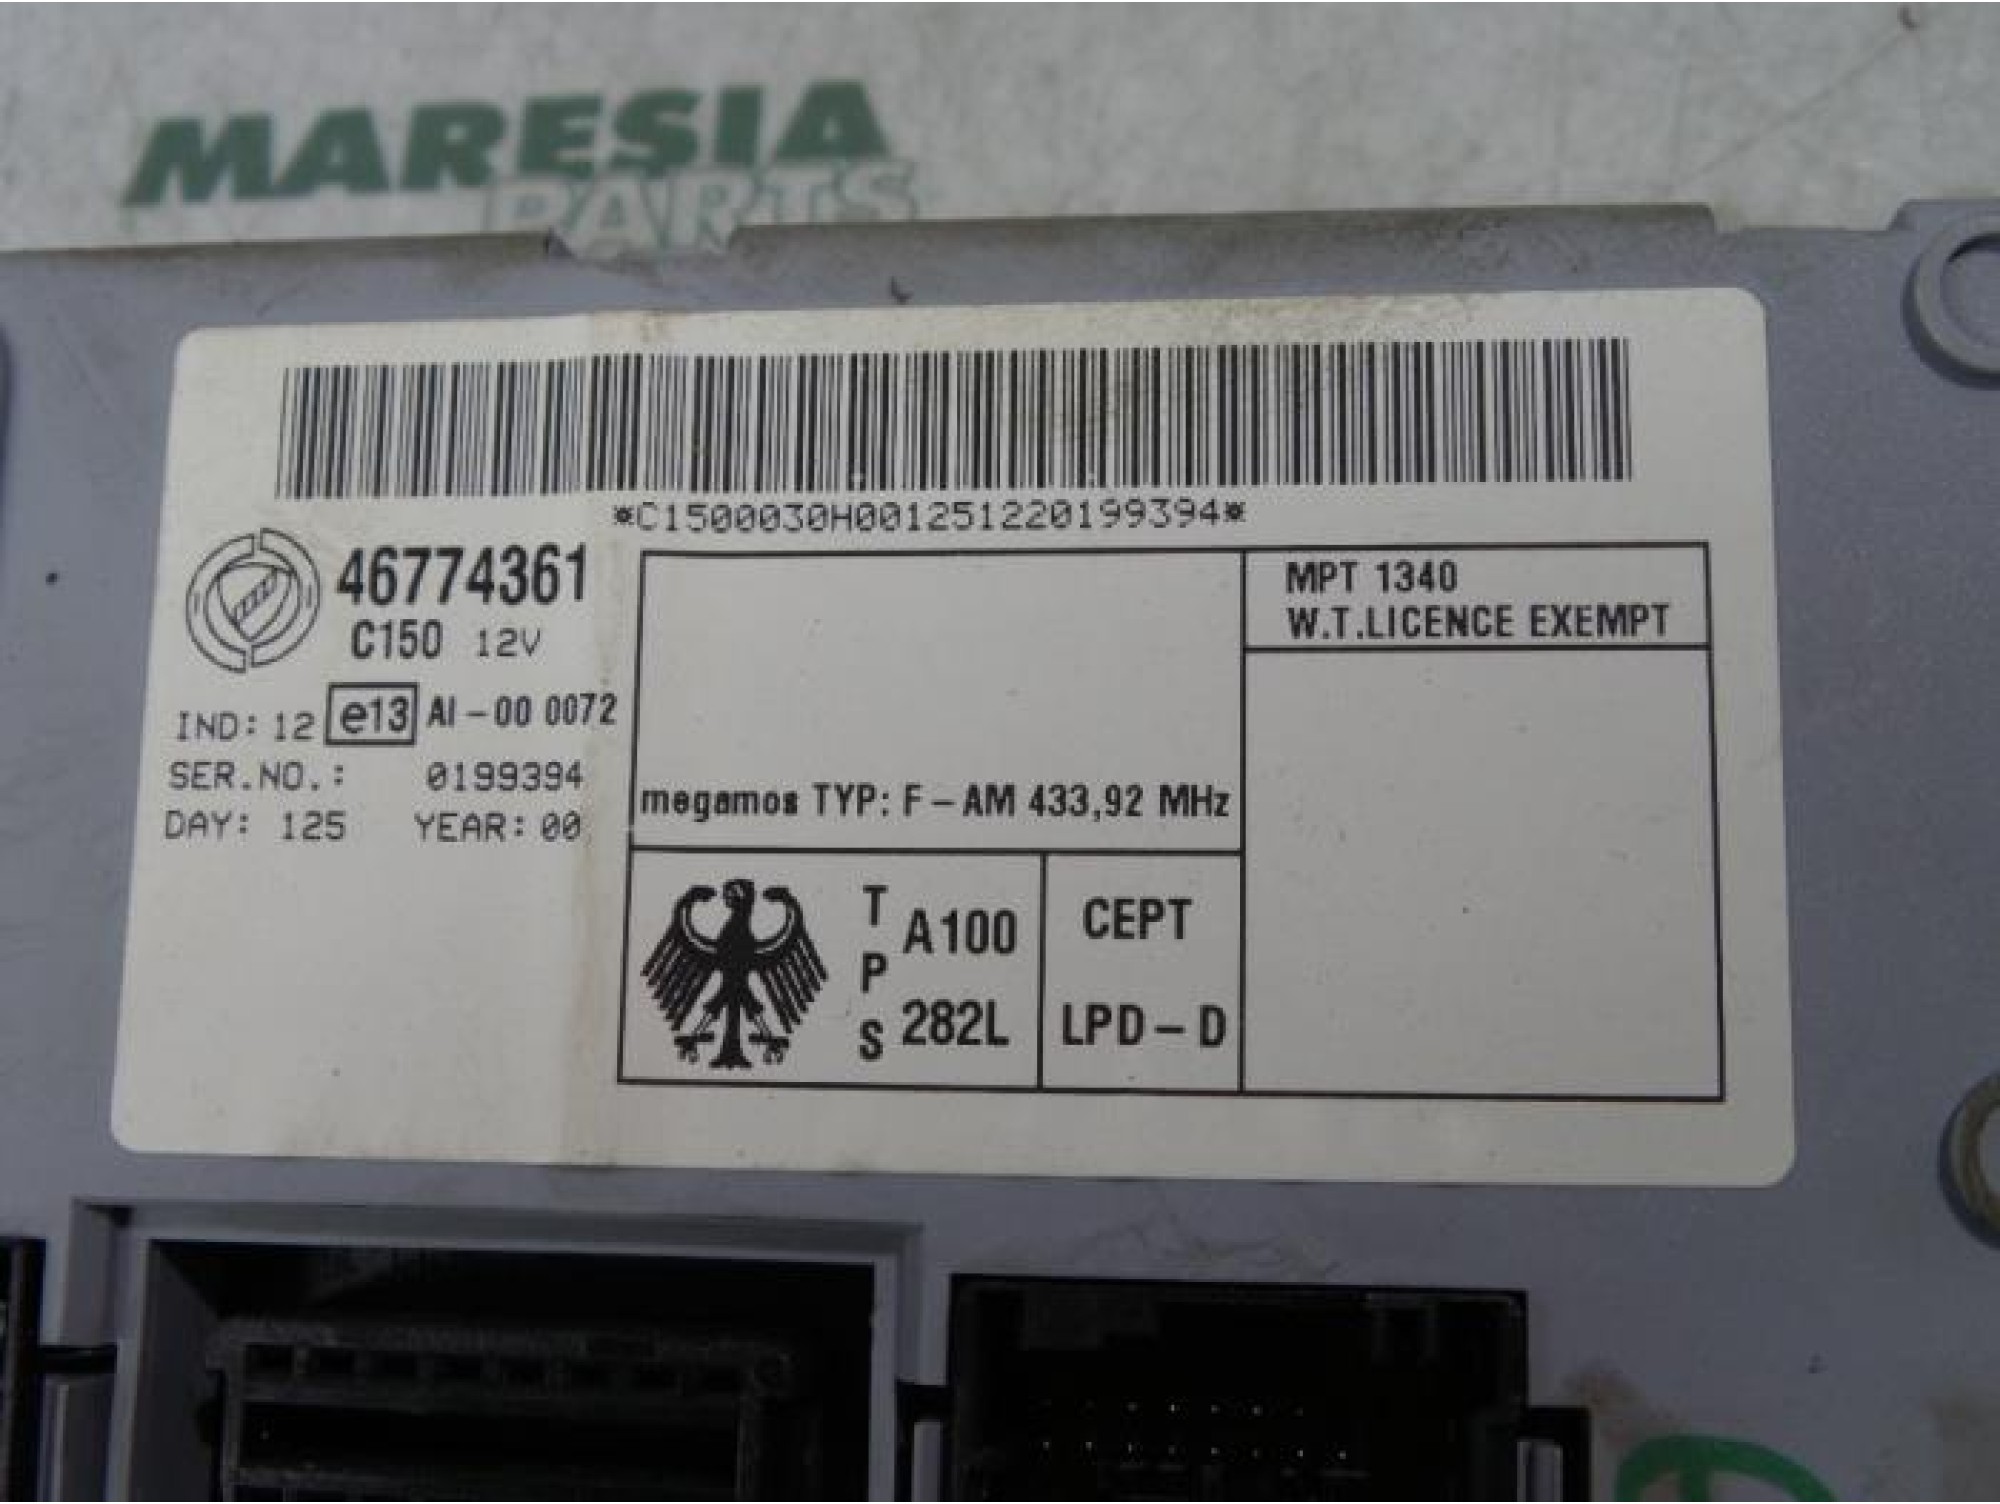 MARESIA
PARTS
*C1500030H001251220199394*
46774361
C150 12V
IND: 12 e13 AI-00 0072
SER.NO.: 0199394
DAY: 125 YEAR: 00
MPT 1340
W.T.LICENCE EXEMPT
megamos TYP: F-AM 433,92 MHz
TPS
A100
282L
CEPT
LPD-D